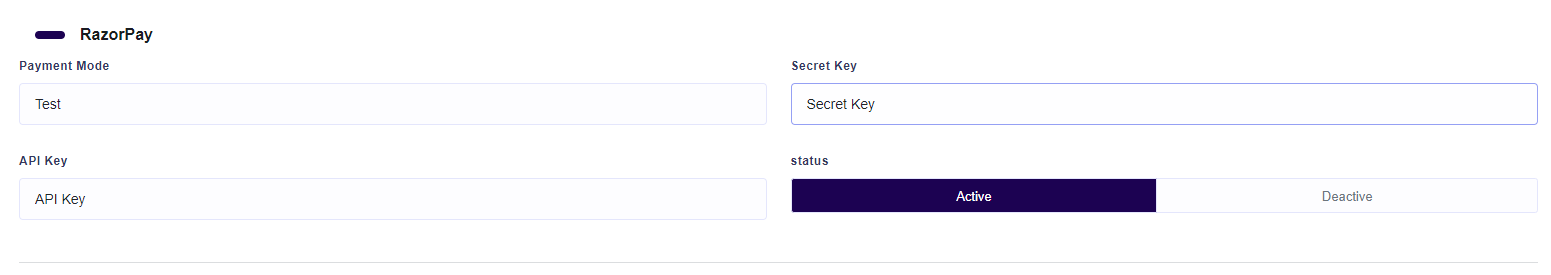 RazorPay
Payment Mode
Secret Key
Test
Secret Key
API Key
status
API Key
Active
Deactive